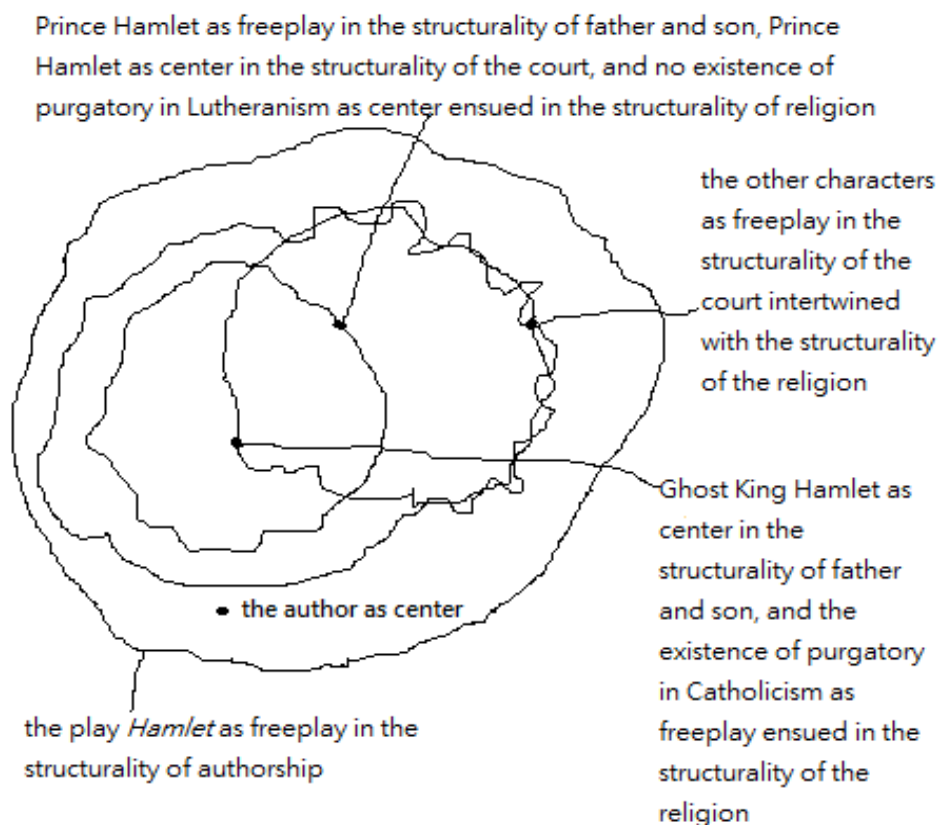 Prince Hamlet as freeplay in the structurality of father and son, Prince
Hamlet as center in the structurality of the court, and no existence of
purgatory in Lutheranism as center ensued in the structurality of religion
the other characters
as freeplay in the
structurality of the
court intertwined
with the structurality
of the religion
Ghost King Hamlet as
center in the
structurality of father
and son, and the
existence of purgatory
in Catholicism as
freeplay ensued in the
structurality of the
religion
the author as center
the play Hamlet as freeplay in the
structurality of authorship